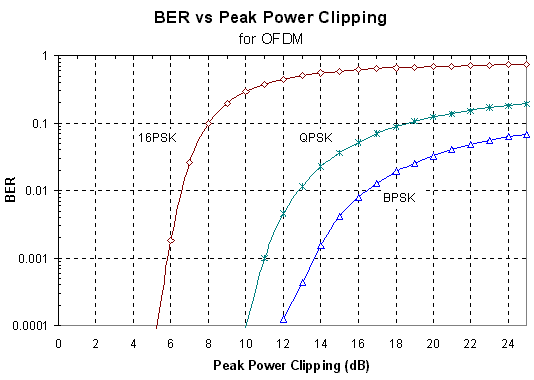 BER vs Peak Power Clipping
for OFDM
1
0.1
0.01
0.001
0.0001
BER
16PSK
QPSK
BPSK
0 2 4 6 8 10 12 14 16 18 20 22 24
Peak Power Clipping (dB)